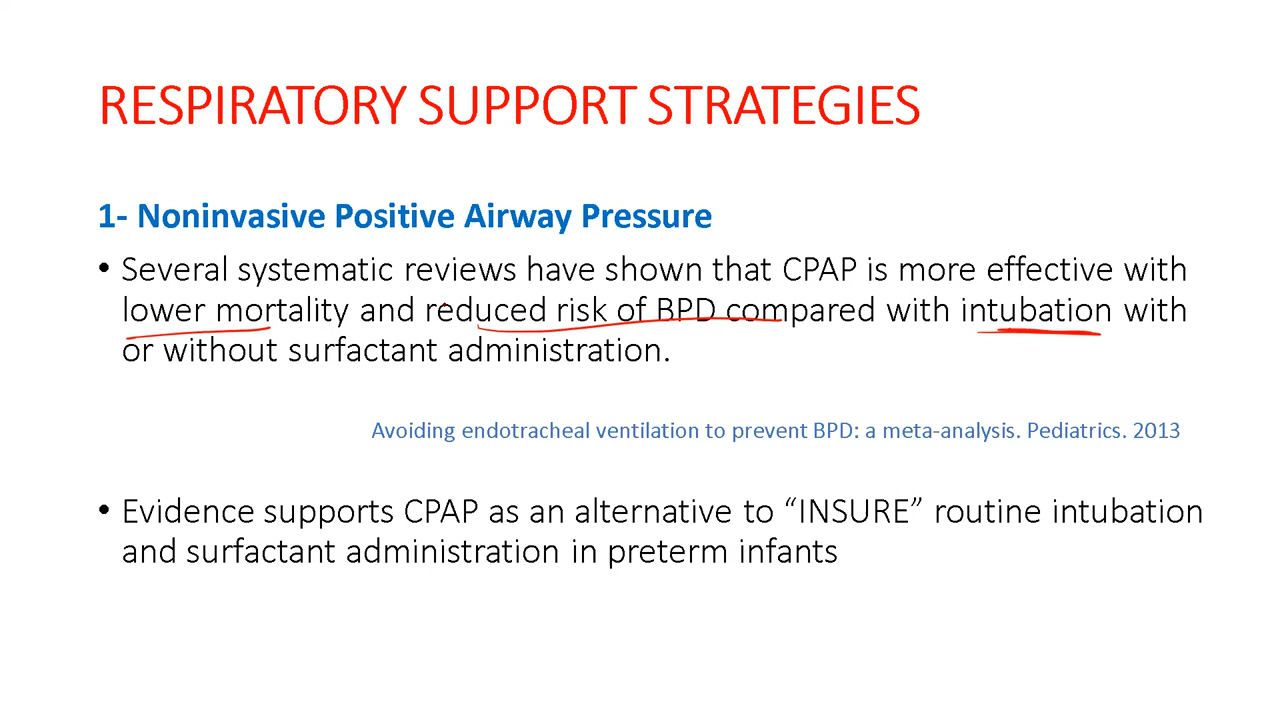 RESPIRATORY SUPPORT STRATEGIES
1- Noninvasive Positive Airway Pressure
• Several systematic reviews have shown that CPAP is more effective with
lower mortality and reduced risk of BPD compared with intubation with
or without surfactant administration.
Avoiding endotracheal ventilation to prevent BPD: a meta-analysis. Pediatrics. 2013
• Evidence supports CPAP as an alternative to “INSURE” routine intubation
and surfactant administration in preterm infants